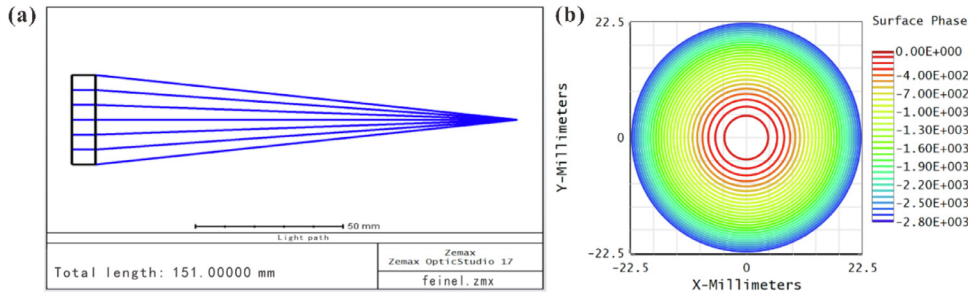 (a)
50 mm
Light path
Total length: 151.00000 mm
Zemax
Zemax OpticStudio 17
feinel.zmx
(b)
22.5
0
-22.5
Y-Millimeters
-22.5
0
22.5
X-Millimeters
Surface Phase
0.00E+000
-4.00E+002
-7.00E+002
-1.00E+003
-1.30E+003
-1.60E+003
-1.90E+003
-2.20E+003
-2.50E+003
-2.80E+003